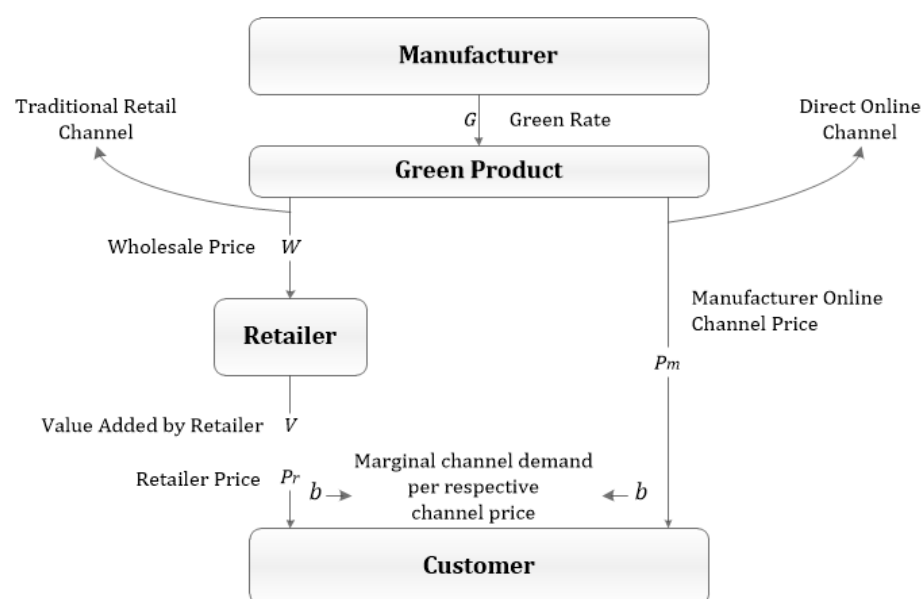 Manufacturer
Traditional Retail
Channel
G Green Rate
Direct Online
Channel
Green Product
Wholesale Price W
Manufacturer Online
Channel Price
Retailer
Pm
Value Added by Retailer V
Marginal channel demand
per respective
channel price
Retailer Price Pr
b
b
Customer